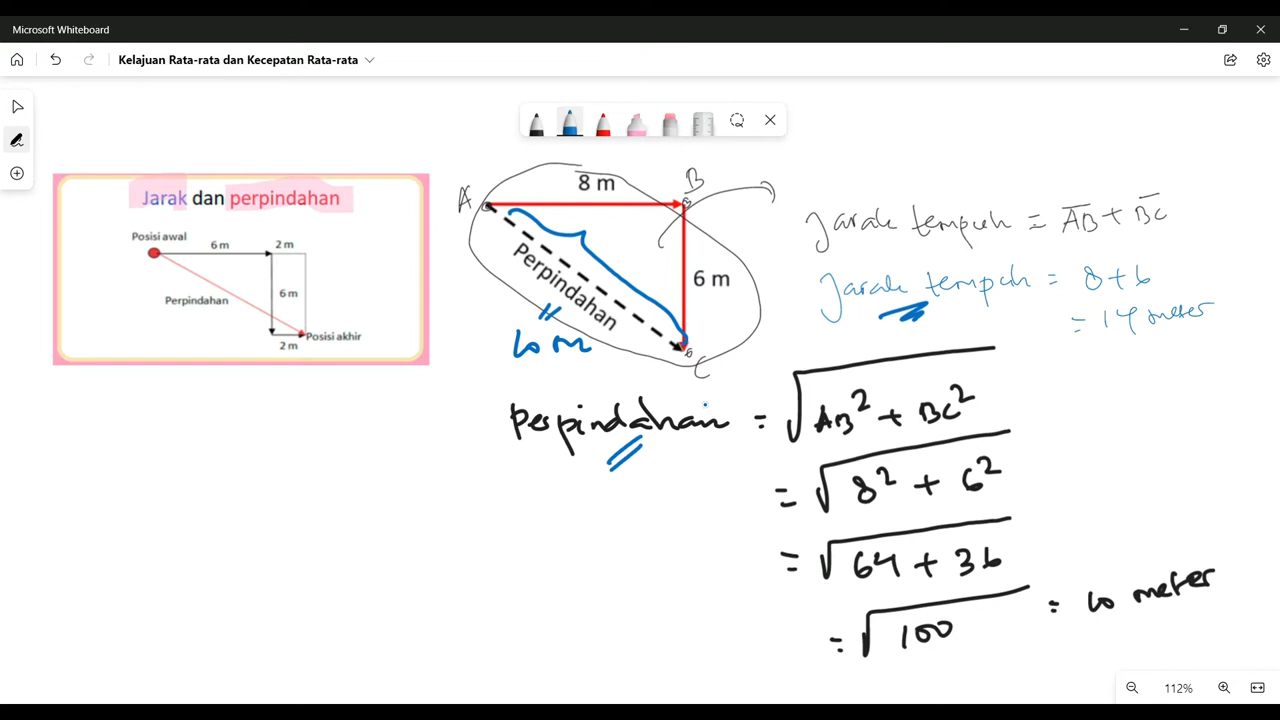 Microsoft Whiteboard
Kelajuan Rata-rata dan Kecepatan Rata-rata
Jarak dan perpindahan
Posisi awal
6 m
2 m
6 m
Perpindahan
Posisi akhir
2 m
A
8 m
B
6 m
Perpindahan
10 m
C
Jarak tempuh = AB + BC
Jarak tempuh = 8 + 6
= 14 meter
perpindahan = √AB² + BC²
= √8² + 6²
= √64 + 36
= √100 = 10 meter
112%